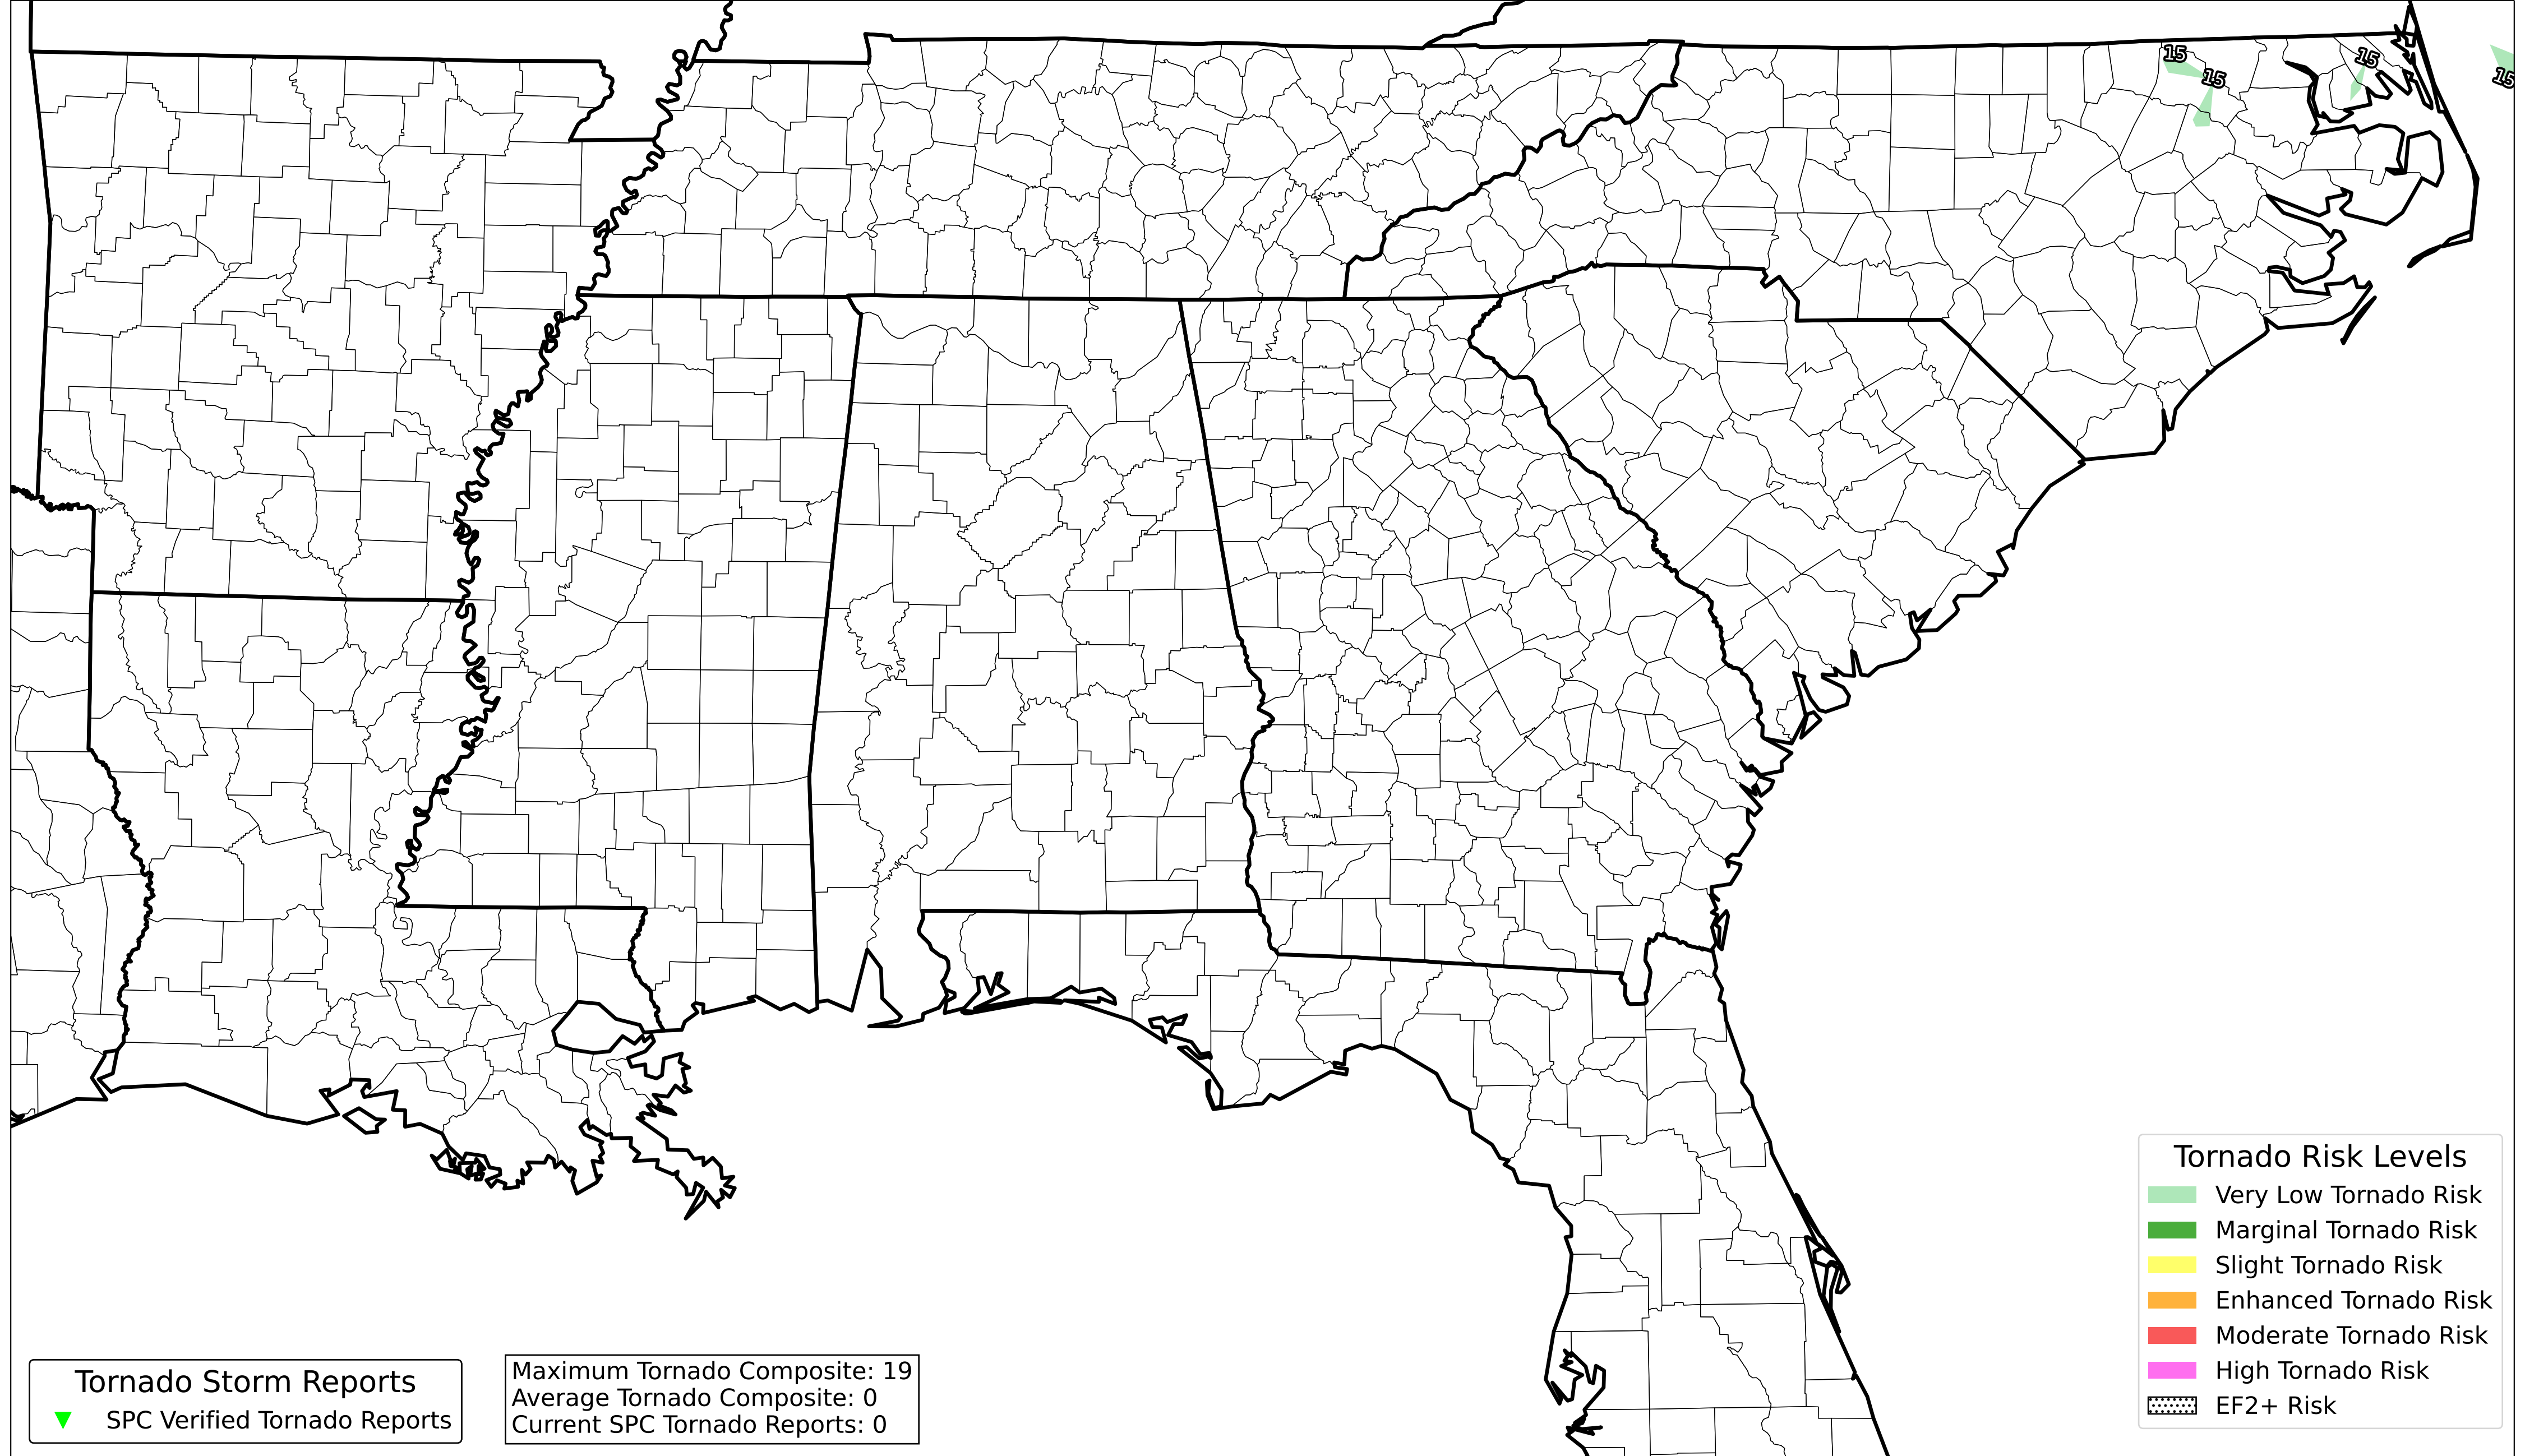 15
15
15
15
Tornado Risk Levels
Very Low Tornado Risk
Marginal Tornado Risk
Slight Tornado Risk
Enhanced Tornado Risk
Moderate Tornado Risk
High Tornado Risk
EF2+ Risk
Tornado Storm Reports
SPC Verified Tornado Reports
Maximum Tornado Composite: 19
Average Tornado Composite: 0
Current SPC Tornado Reports: 0